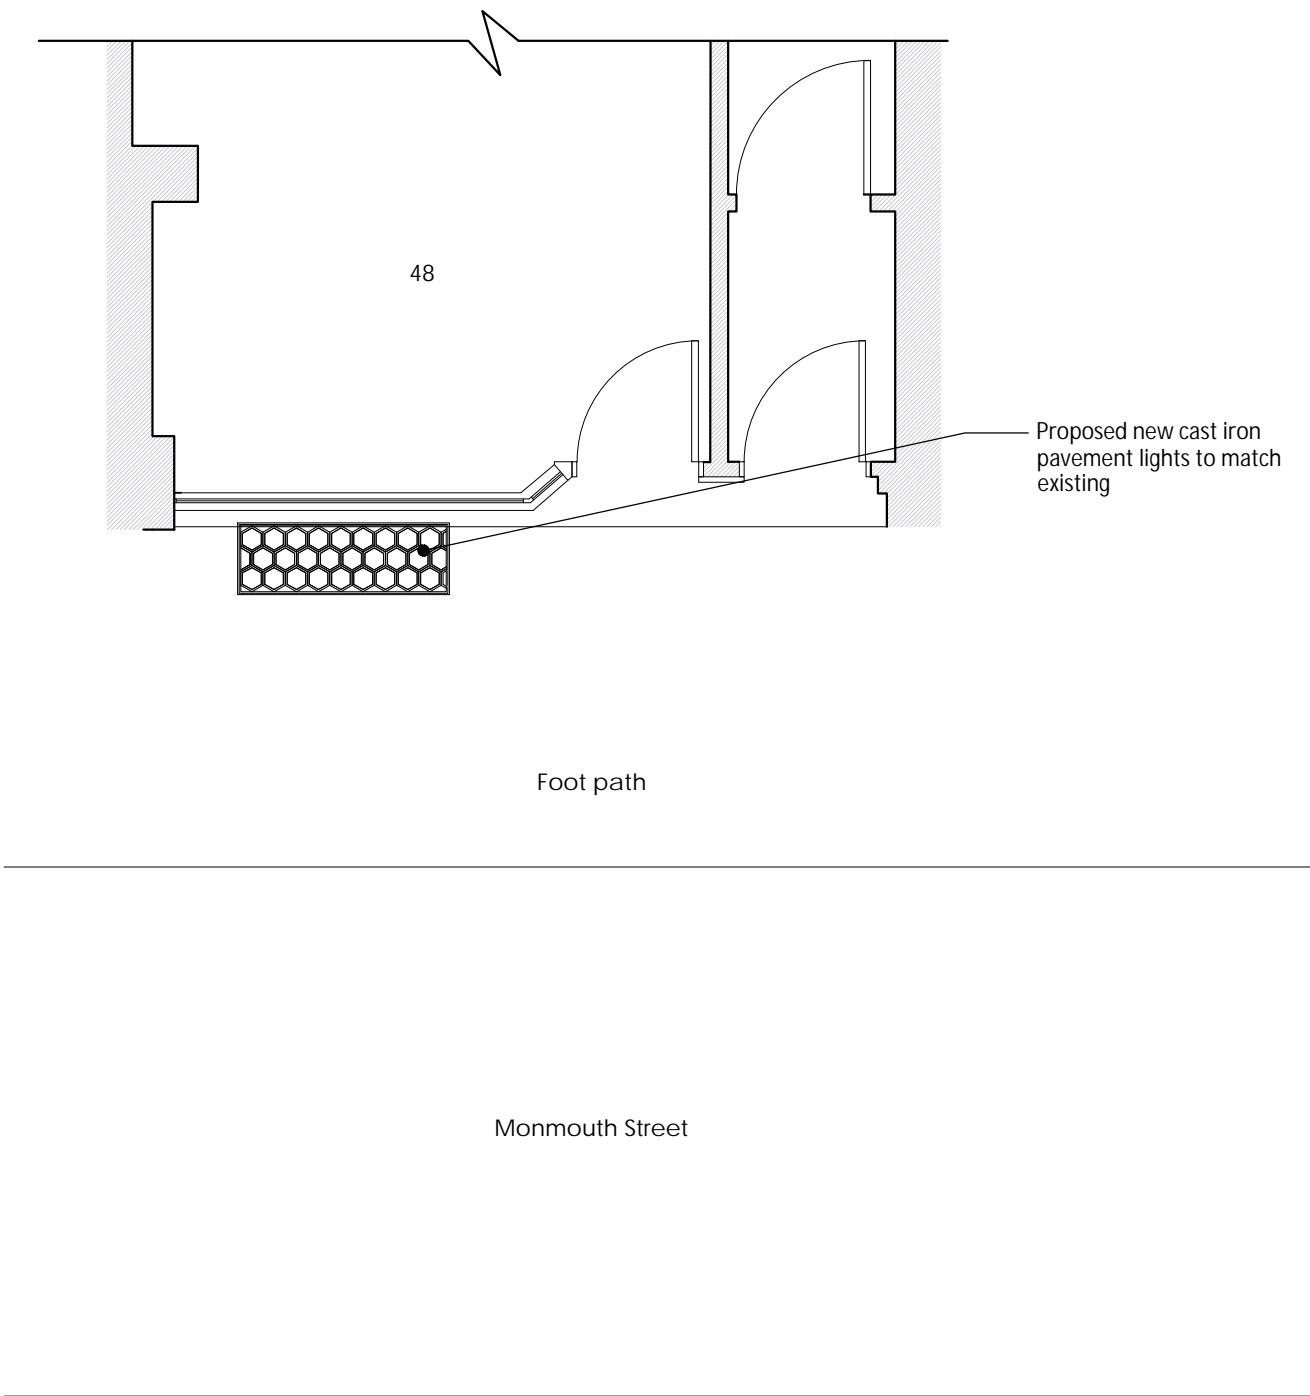 48
Proposed new cast iron
pavement lights to match
existing
Foot path
Monmouth Street